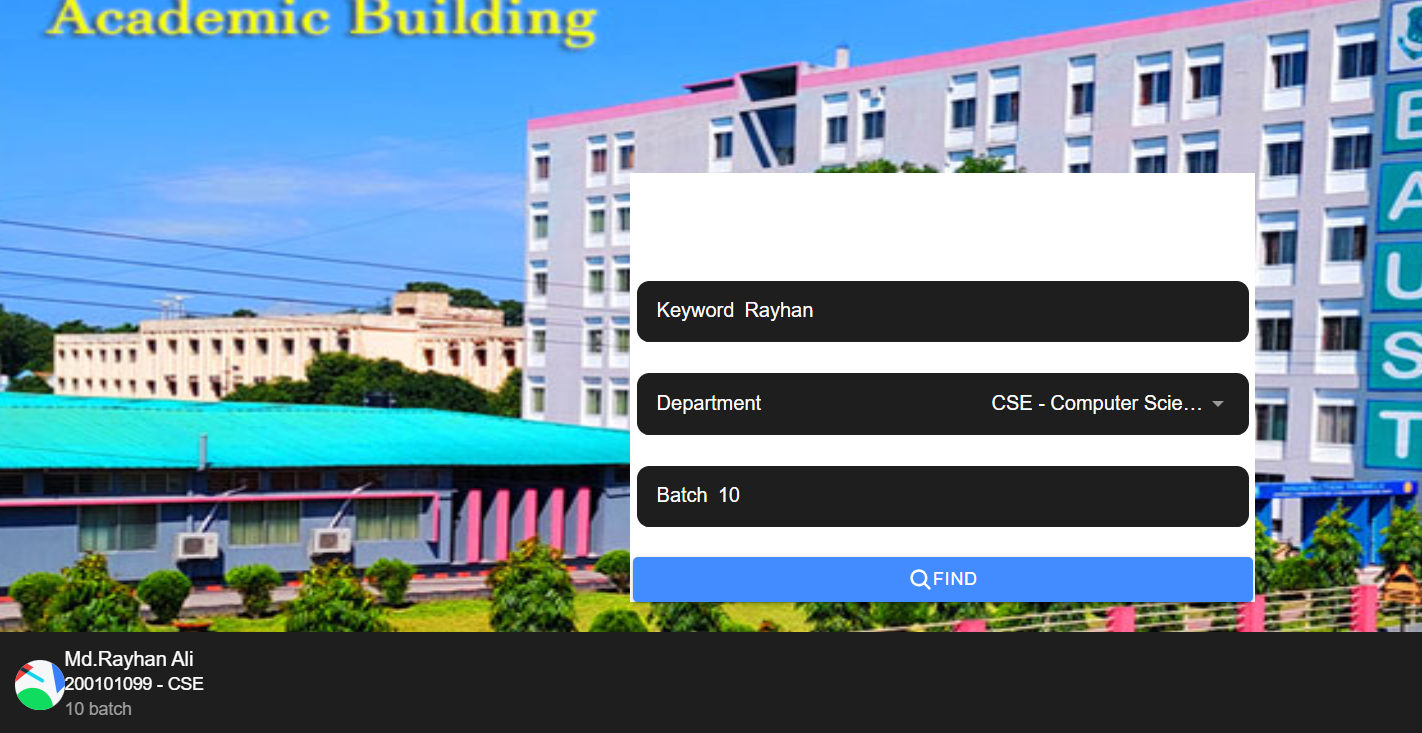 Academic Building
B
A
U
S
T
Keyword Rayhan
Department CSE - Computer Scie...
Batch 10
FIND
Md.Rayhan Ali
200101099 - CSE
10 batch